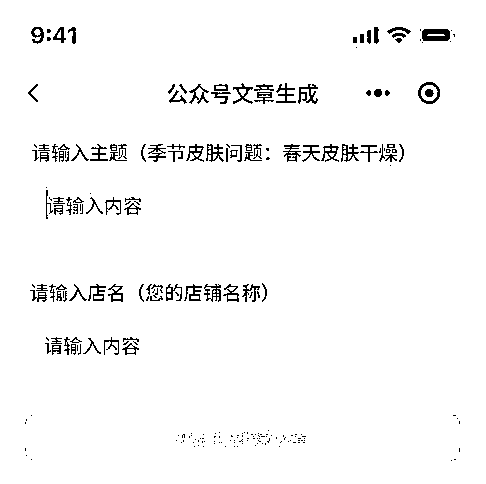 9:41
公众号文章生成
请输入主题（季节皮肤问题：春天皮肤干燥）
请输入内容
请输入店名（您的店铺名称）
请输入内容